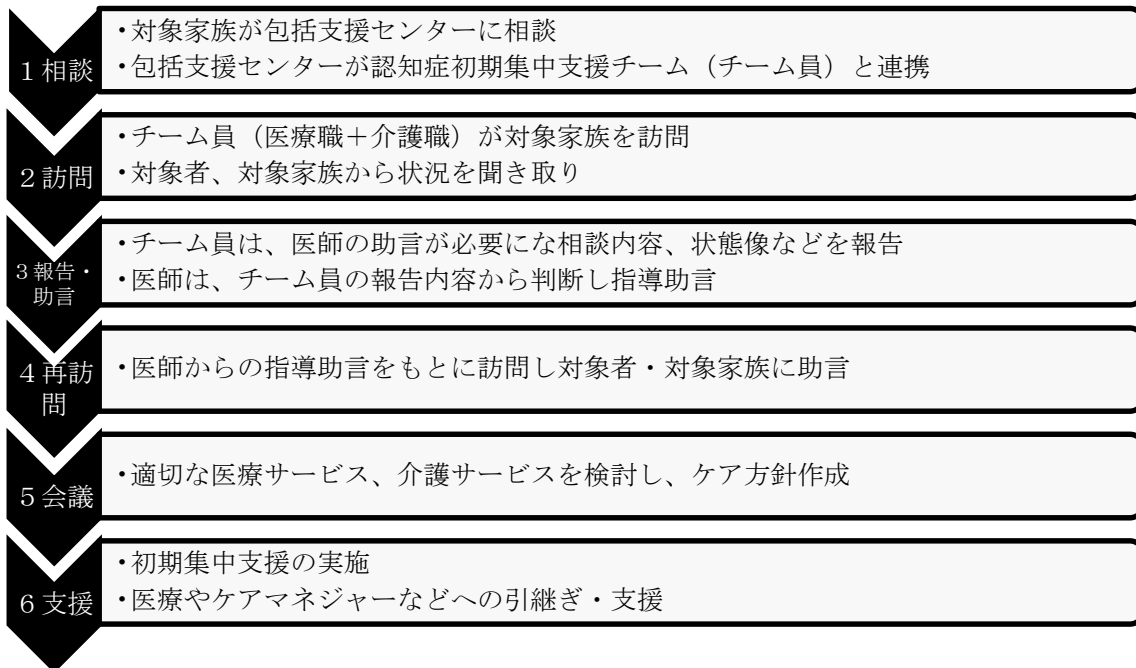 1相談
・対象家族が包括支援センターに相談
・包括支援センターが認知症初期集中支援チーム（チーム員）と連携
2訪問
・チーム員（医療職＋介護職）が対象家族を訪問
・対象者、対象家族から状況を聞き取り
3報告・
助言
・チーム員は、医師の助言が必要にな相談内容、状態像などを報告
・医師は、チーム員の報告内容から判断し指導助言
4再訪
問
・医師からの指導助言をもとに訪問し対象者・対象家族に助言
5会議
・適切な医療サービス、介護サービスを検討し、ケア方針作成
6支援
・初期集中支援の実施
・医療やケアマネジャーなどへの引継ぎ・支援